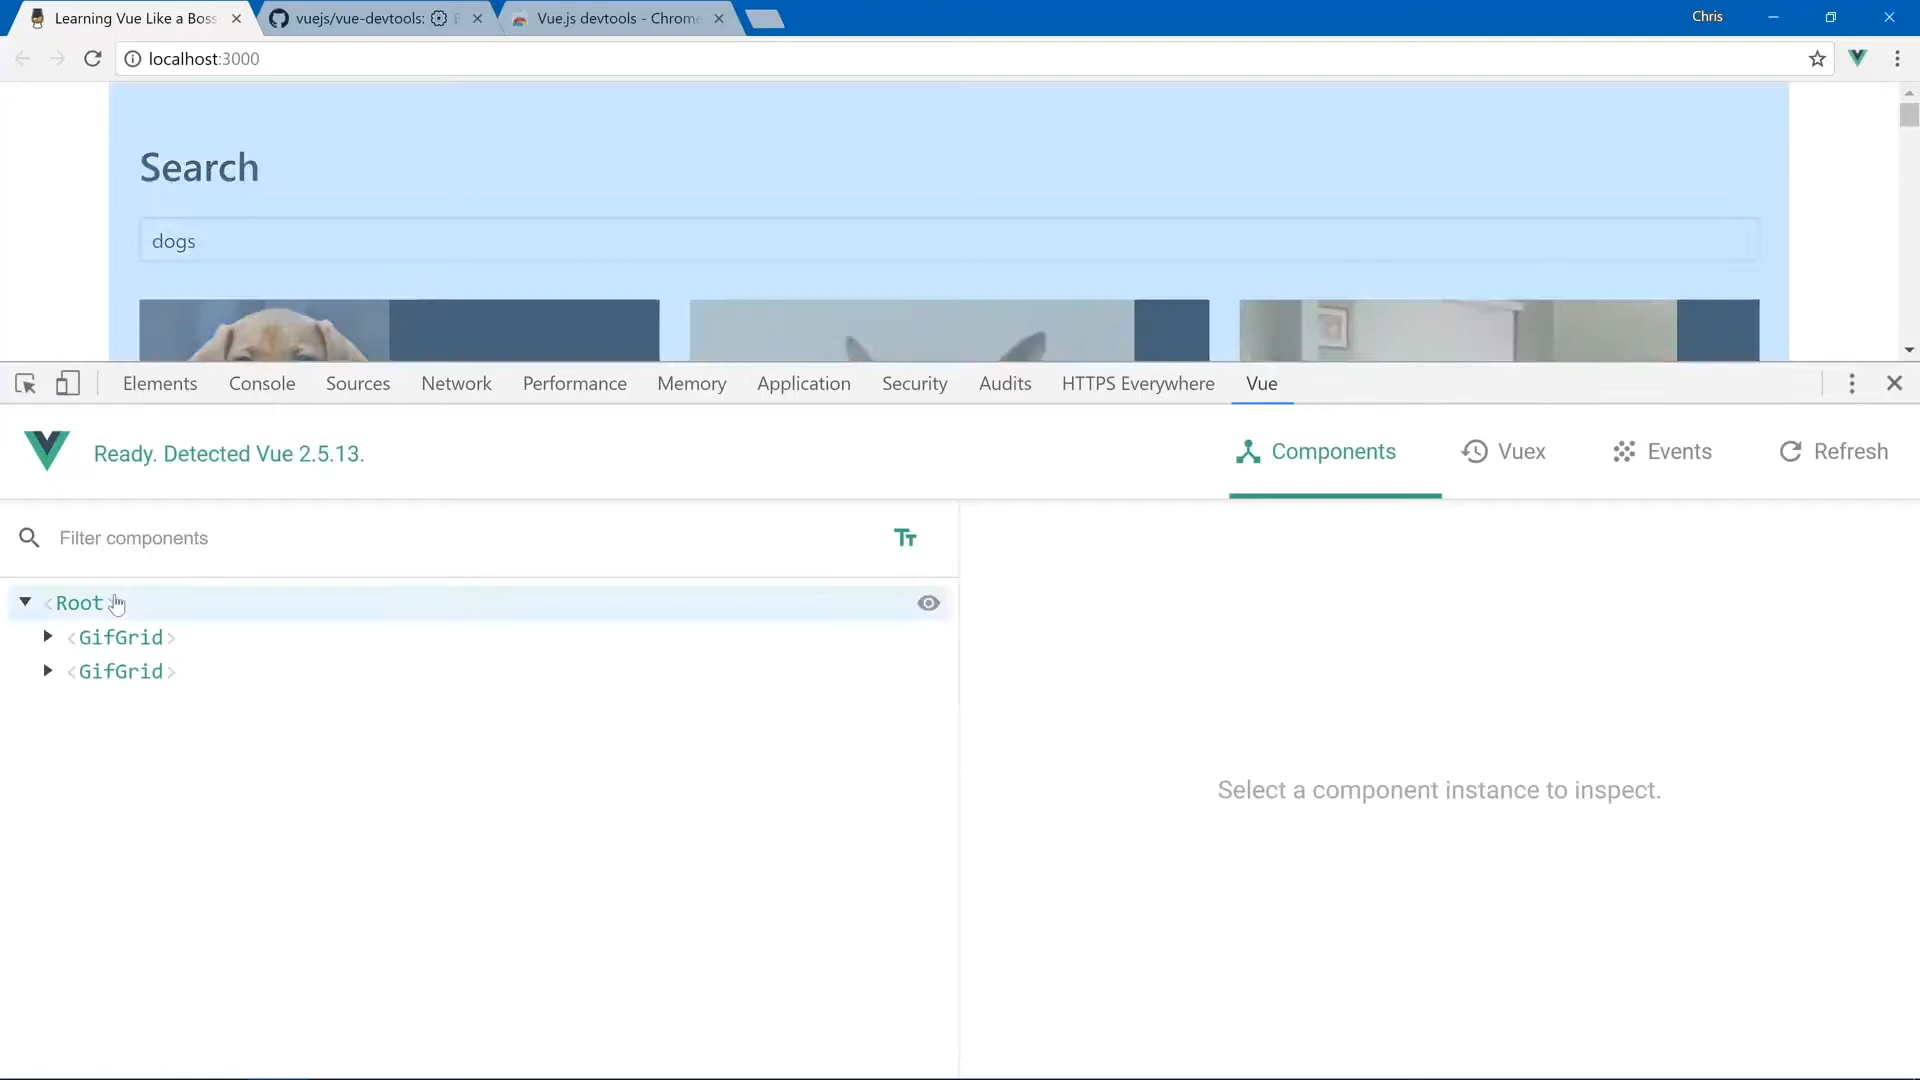 Learning Vue Like a Boss
vuejs/vue-devtools:
Vue.js devtools - Chrome
Chris
localhost:3000
Search
dogs
Elements Console Sources Network Performance Memory Application Security Audits HTTPS Everywhere Vue
Ready. Detected Vue 2.5.13.
Components Vuex Events Refresh
Filter components
<Root
<GifGrid>
<GifGrid>
Select a component instance to inspect.